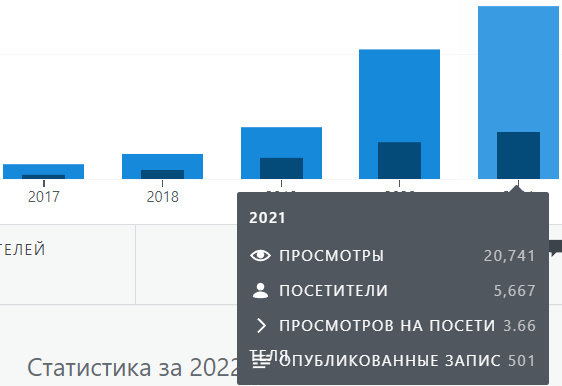 2017
2018
2021
ПРОСМОТРЫ 20,741
ТЕЛЕЙ
ПОСЕТИТЕЛИ 5,667
ПРОСМОТРОВ НА ПОСЕТИ 3.66
ТЕЛЯ
ОПУБЛИКОВАННЫЕ ЗАПИС 501
Статистика за 2022